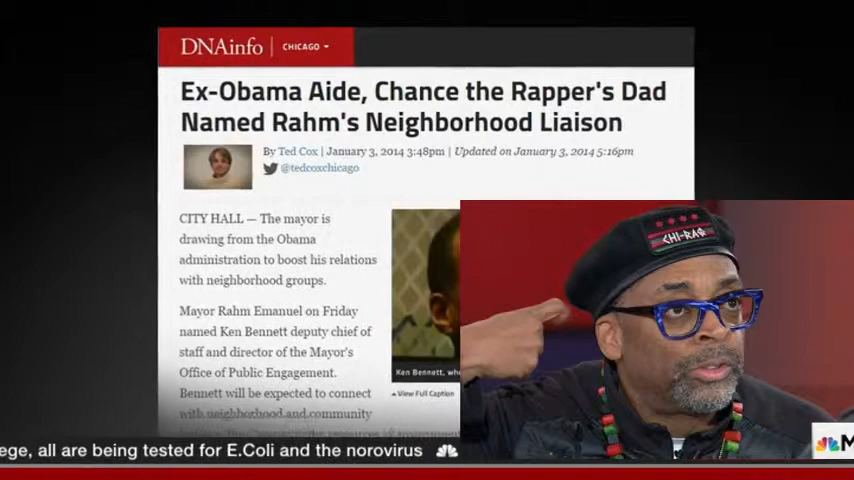 DNAinfo | CHICAGO
Ex-Obama Aide, Chance the Rapper's Dad
Named Rahm's Neighborhood Liaison
By Ted Cox | January 3, 2014 3:48pm | Updated on January 3, 2014 5:16pm
@tedcoxchicago
CITY HALL — The mayor is
drawing from the Obama
administration to boost his relations
with neighborhood groups.
Mayor Rahm Emanuel on Friday
named Ken Bennett deputy chief of
staff and director of the Mayor's
Office of Public Engagement.
Bennett will be expected to connect
with neighborhood and community
Ken Bennett,
View Full Caption
CHI-RAQ
ege, all are being tested for E.Coli and the norovirus
M